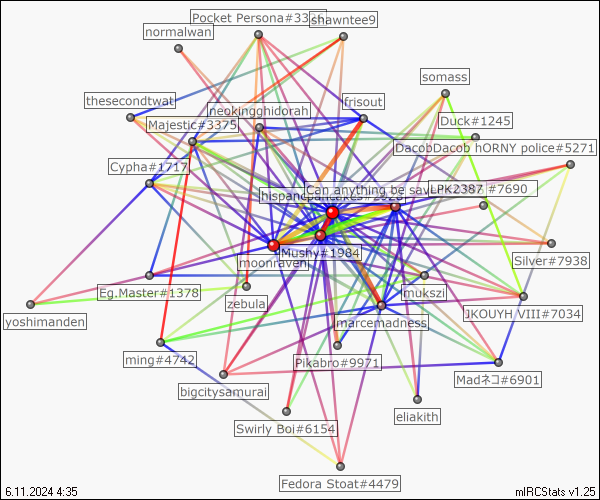 Pocket Persona#33
shawntee9
normalwan
somass
thesecondtwat
neokingghidorah
frisout
Duck#1245
Majestic#3375
DacobDacob hORNY police#5271
Cypha#1717
Can anything be sa
LPK2387 #7690
hispanc
Mushy#1984
moonraven
Silver#7938
Eg.Master#1378
mukszi
zebula
yoshimanden
JKOUYH VIII#7034
marcemadness
ming#4742
Pikabro#9971
Madネコ#6901
bigcitysamurai
eliakith
Swirly Boi#6154
Fedora Stoat#4479
6.11.2024 4:35
mIRCStats v1.25